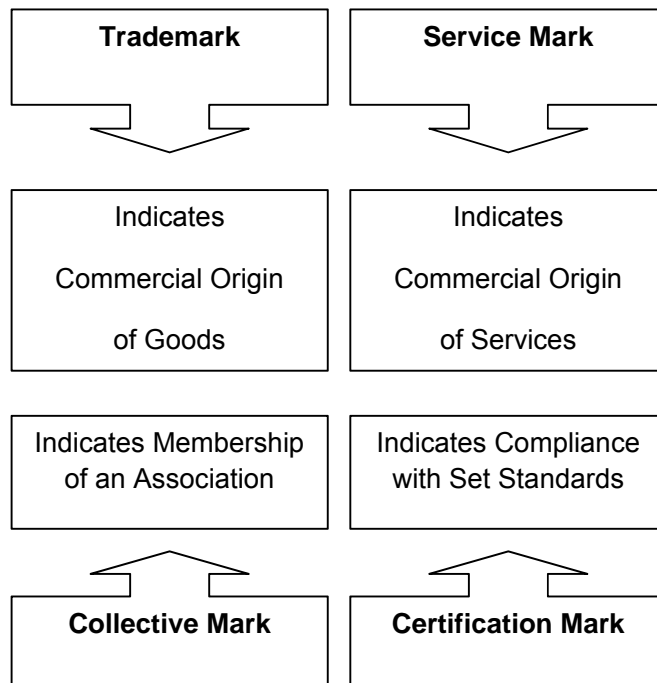 Trademark
Service Mark
Indicates
Commercial Origin
of Goods
Indicates
Commercial Origin
of Services
Indicates Membership
of an Association
Indicates Compliance
with Set Standards
Collective Mark
Certification Mark